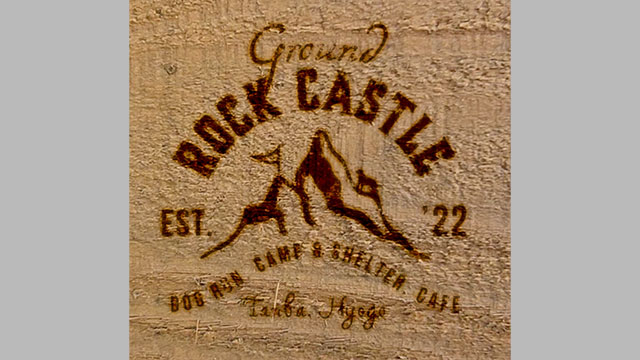 Ground
ROCK CASTLE
EST. '22
DOG RUN CAMP & SHELTER CAFE
Tanba, Hyogo